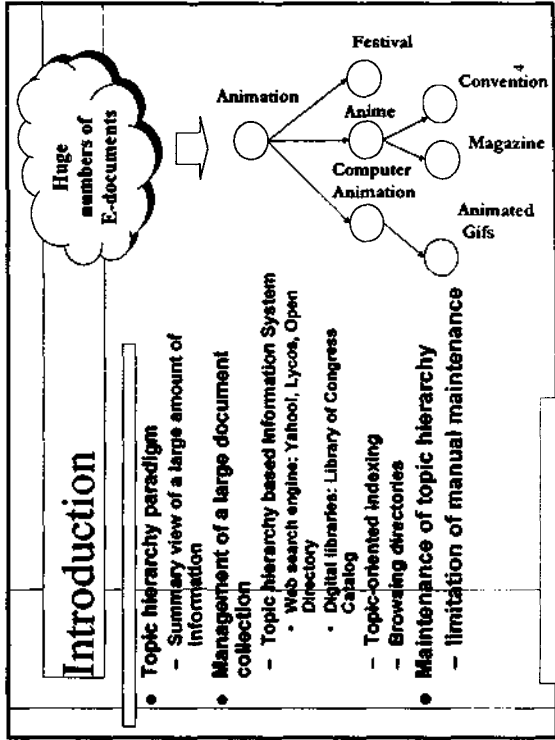 Introduction
● Topic hierarchy paradigm
– Summary view of a large amount of
Information
● Management of a large document
collection
– Topic hierarchy based Information System
• Web search engine: Yahoo!, Lycos, Open
Directory
• Digital libraries: Library of Congress
Catalog
– Topic-oriented indexing
– Browsing directories
● Maintenance of topic hierarchy
– limitation of manual maintenance
Huge
numbers of
E-documents
Animation
Festival
Anime
Computer
Animation
Convention
Magazine
Animated
Gifs
4